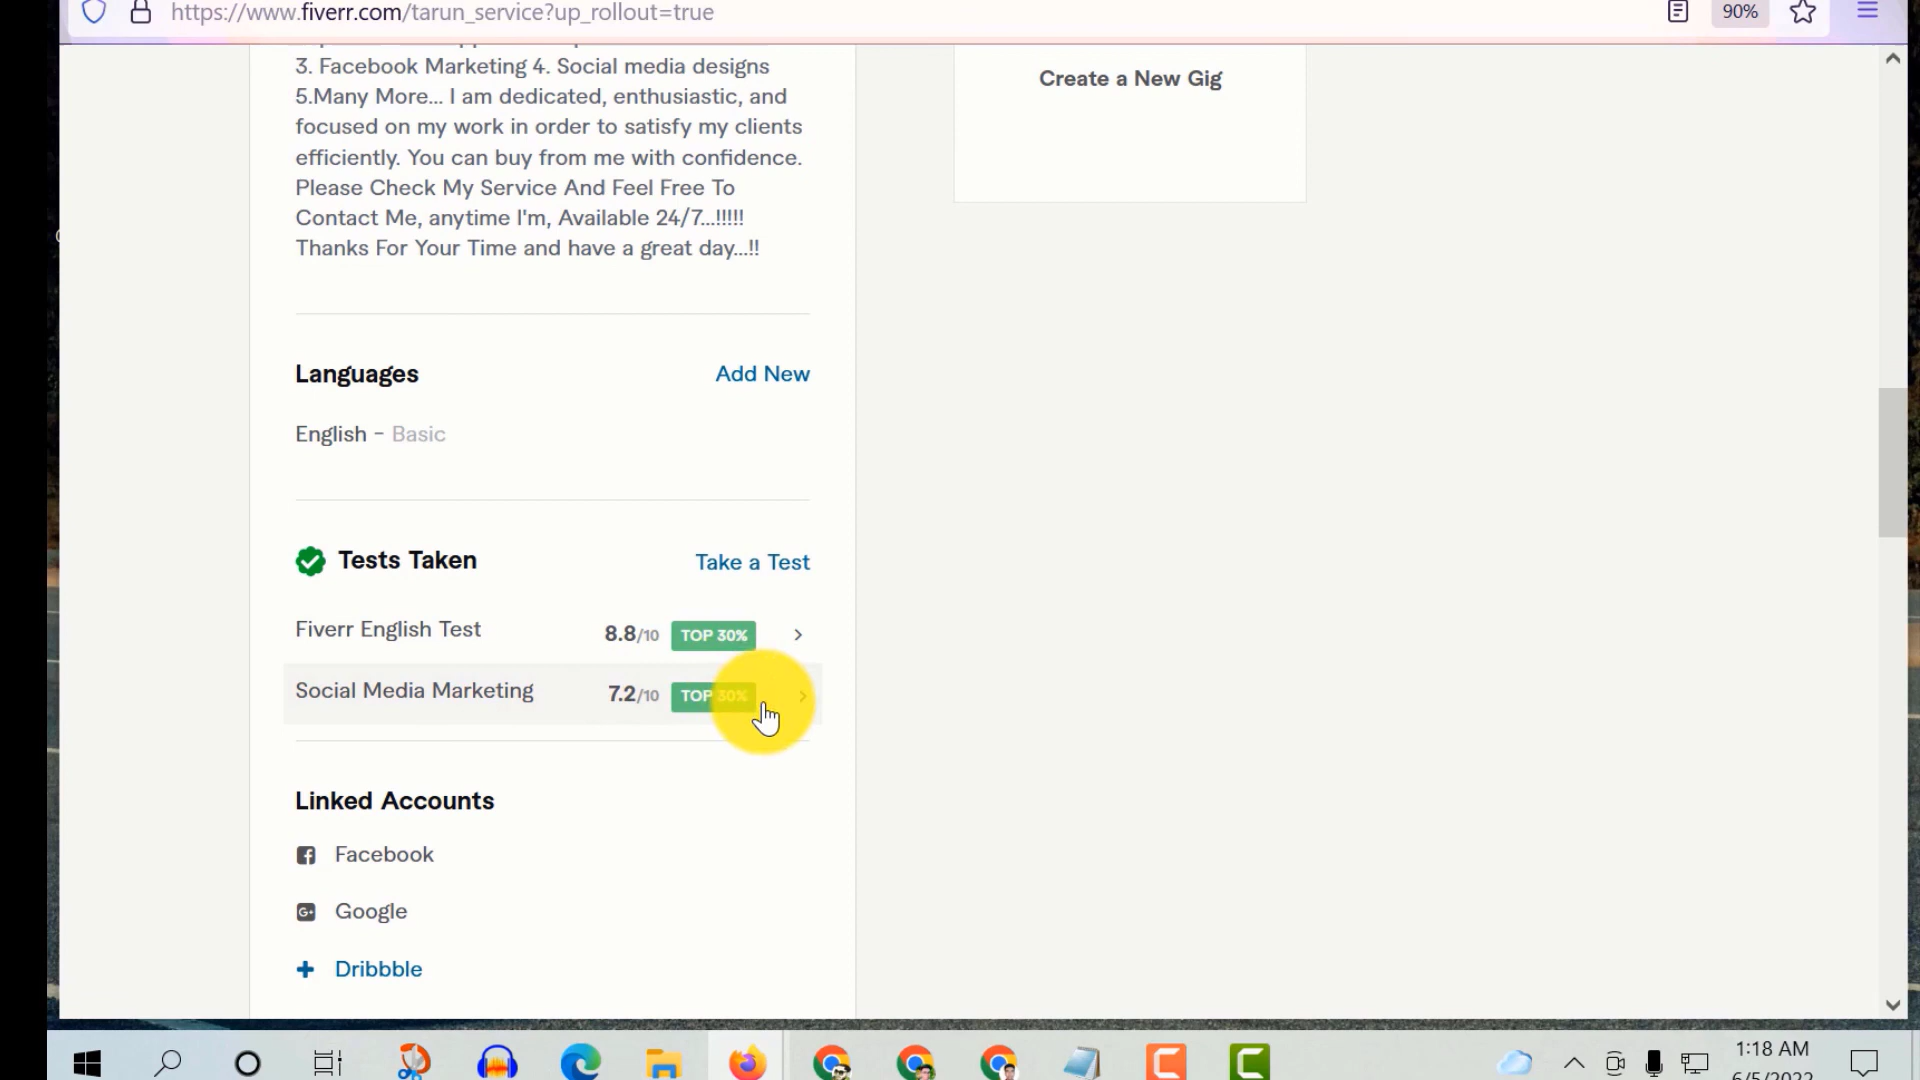 https://www.fiverr.com/tarun_service?up_rollout=true
90%
3. Facebook Marketing 4. Social media designs
5.Many More... I am dedicated, enthusiastic, and
focused on my work in order to satisfy my clients
efficiently. You can buy from me with confidence.
Please Check My Service And Feel Free To
Contact Me, anytime I'm, Available 24/7...!!!!!
Thanks For Your Time and have a great day...!!
Create a New Gig
Languages
Add New
English - Basic
Tests Taken
Take a Test
Fiverr English Test
8.8/10
TOP 30%
Social Media Marketing
7.2/10
TOP 30%
Linked Accounts
Facebook
Google
Dribbble
1:18 AM
6/5/2022